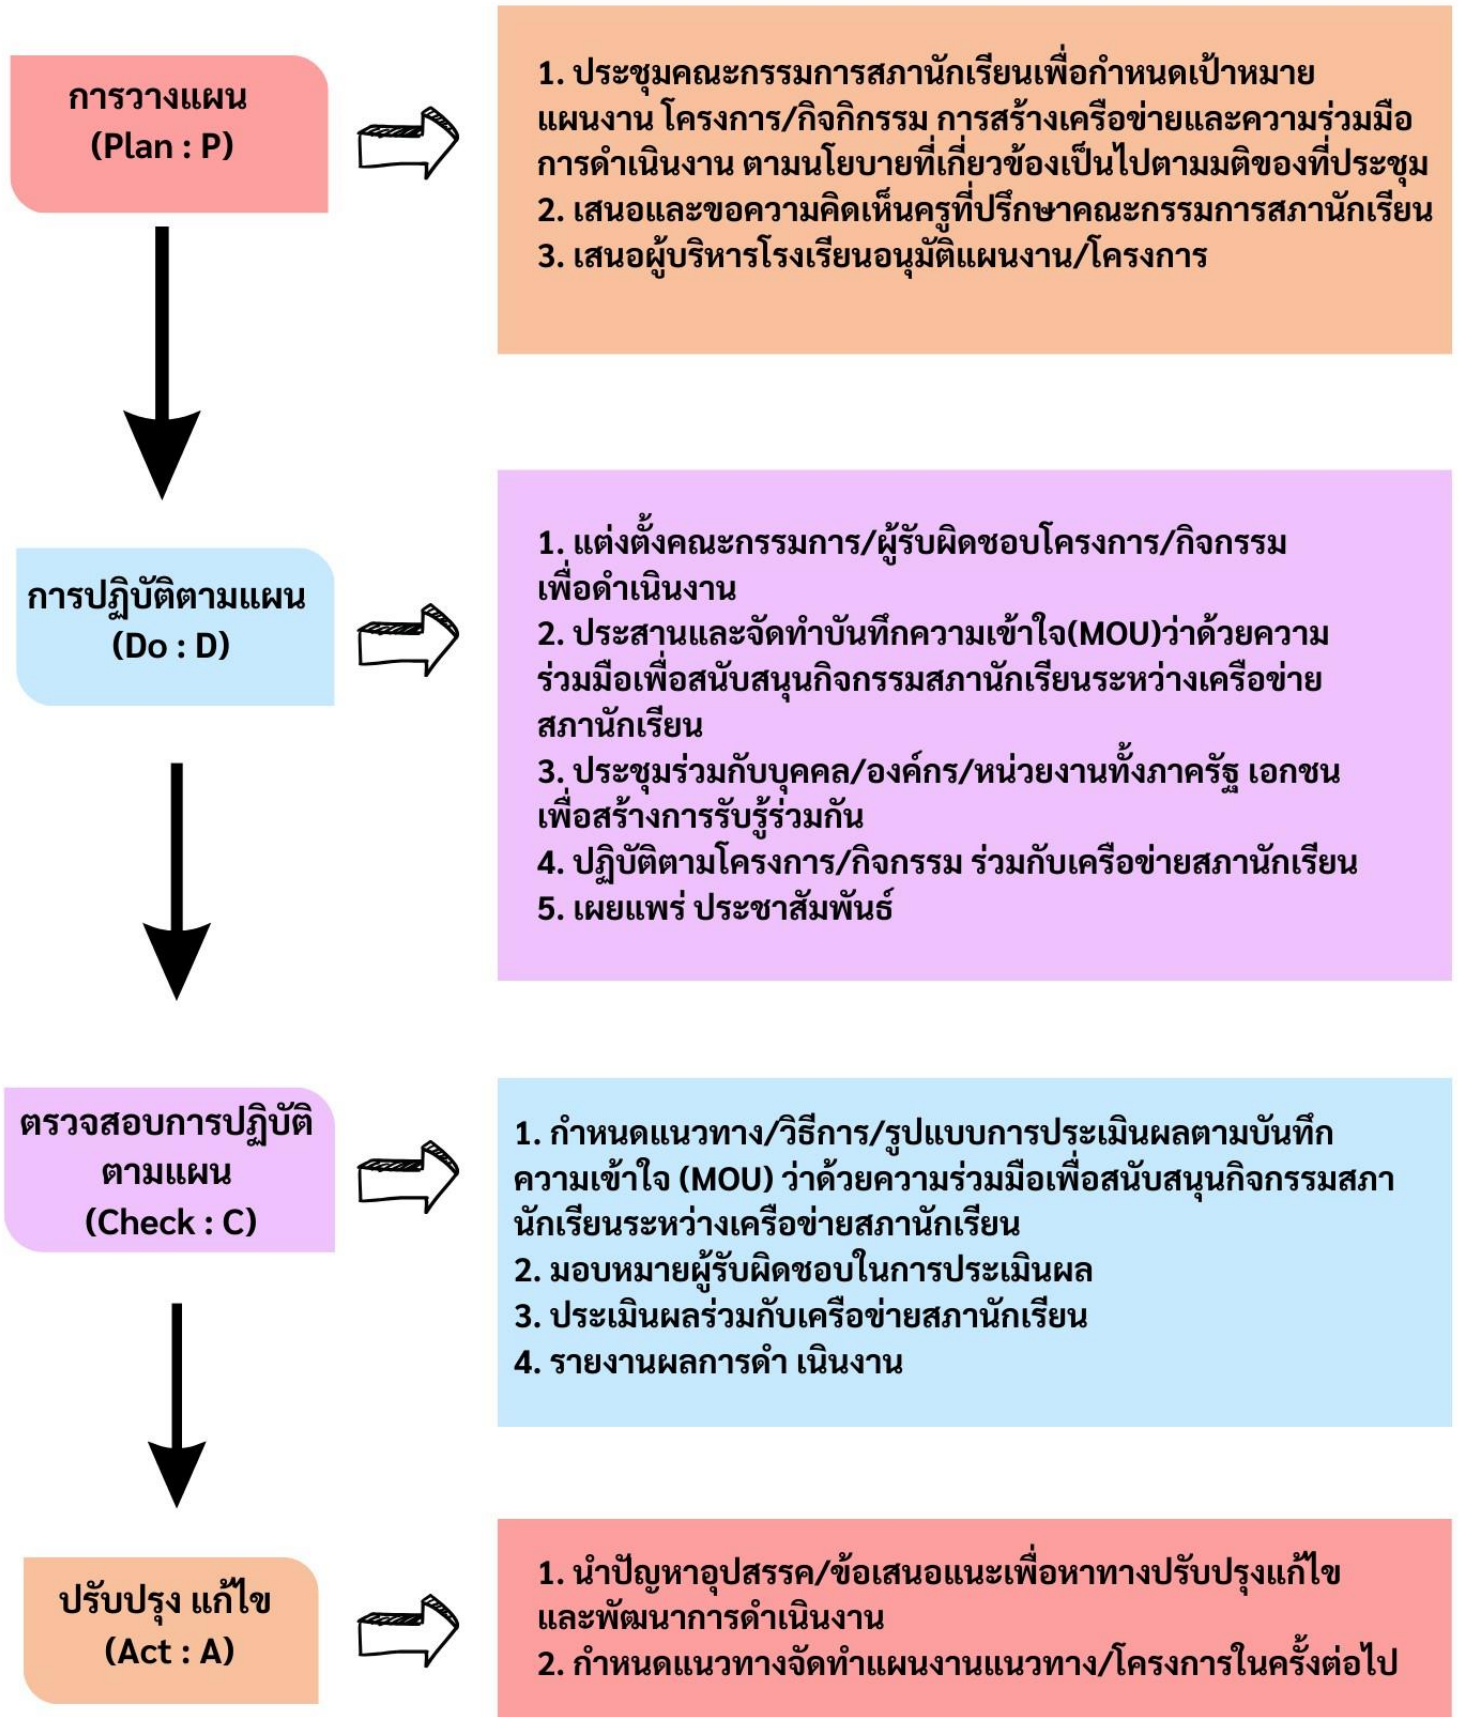 การวางแผน
(Plan : P)
1. ประชุมคณะกรรมการสภานักเรียนเพื่อกำหนดเป้าหมาย
แผนงาน โครงการ/กิจกิกรรม การสร้างเครือข่ายและความร่วมมือ
การดำเนินงาน ตามนโยบายที่เกี่ยวข้องเป็นไปตามมติของที่ประชุม
2. เสนอและขอความคิดเห็นครูที่ปรึกษาคณะกรรมการสภานักเรียน
3. เสนอผู้บริหารโรงเรียนอนุมัติแผนงาน/โครงการ
การปฏิบัติตามแผน
(Do : D)
1. แต่งตั้งคณะกรรมการ/ผู้รับผิดชอบโครงการ/กิจกรรม
เพื่อดำเนินงาน
2. ประสานและจัดทำบันทึกความเข้าใจ(MOU)ว่าด้วยความ
ร่วมมือเพื่อสนับสนุนกิจกรรมสภานักเรียนระหว่างเครือข่าย
สภานักเรียน
3. ประชุมร่วมกับบุคคล/องค์กร/หน่วยงานทั้งภาครัฐ เอกชน
เพื่อสร้างการรับรู้ร่วมกัน
4. ปฏิบัติตามโครงการ/กิจกรรม ร่วมกับเครือข่ายสภานักเรียน
5. เผยแพร่ ประชาสัมพันธ์
ตรวจสอบการปฏิบัติ
ตามแผน
(Check : C)
1. กำหนดแนวทาง/วิธีการ/รูปแบบการประเมินผลตามบันทึก
ความเข้าใจ (MOU) ว่าด้วยความร่วมมือเพื่อสนับสนุนกิจกรรมสภา
นักเรียนระหว่างเครือข่ายสภานักเรียน
2. มอบหมายผู้รับผิดชอบในการประเมินผล
3. ประเมินผลร่วมกับเครือข่ายสภานักเรียน
4. รายงานผลการดำ เนินงาน
ปรับปรุง แก้ไข
(Act : A)
1. นำปัญหาอุปสรรค/ข้อเสนอแนะเพื่อหาทางปรับปรุงแก้ไข
และพัฒนาการดำเนินงาน
2. กำหนดแนวทางจัดทำแผนงานแนวทาง/โครงการในครั้งต่อไป